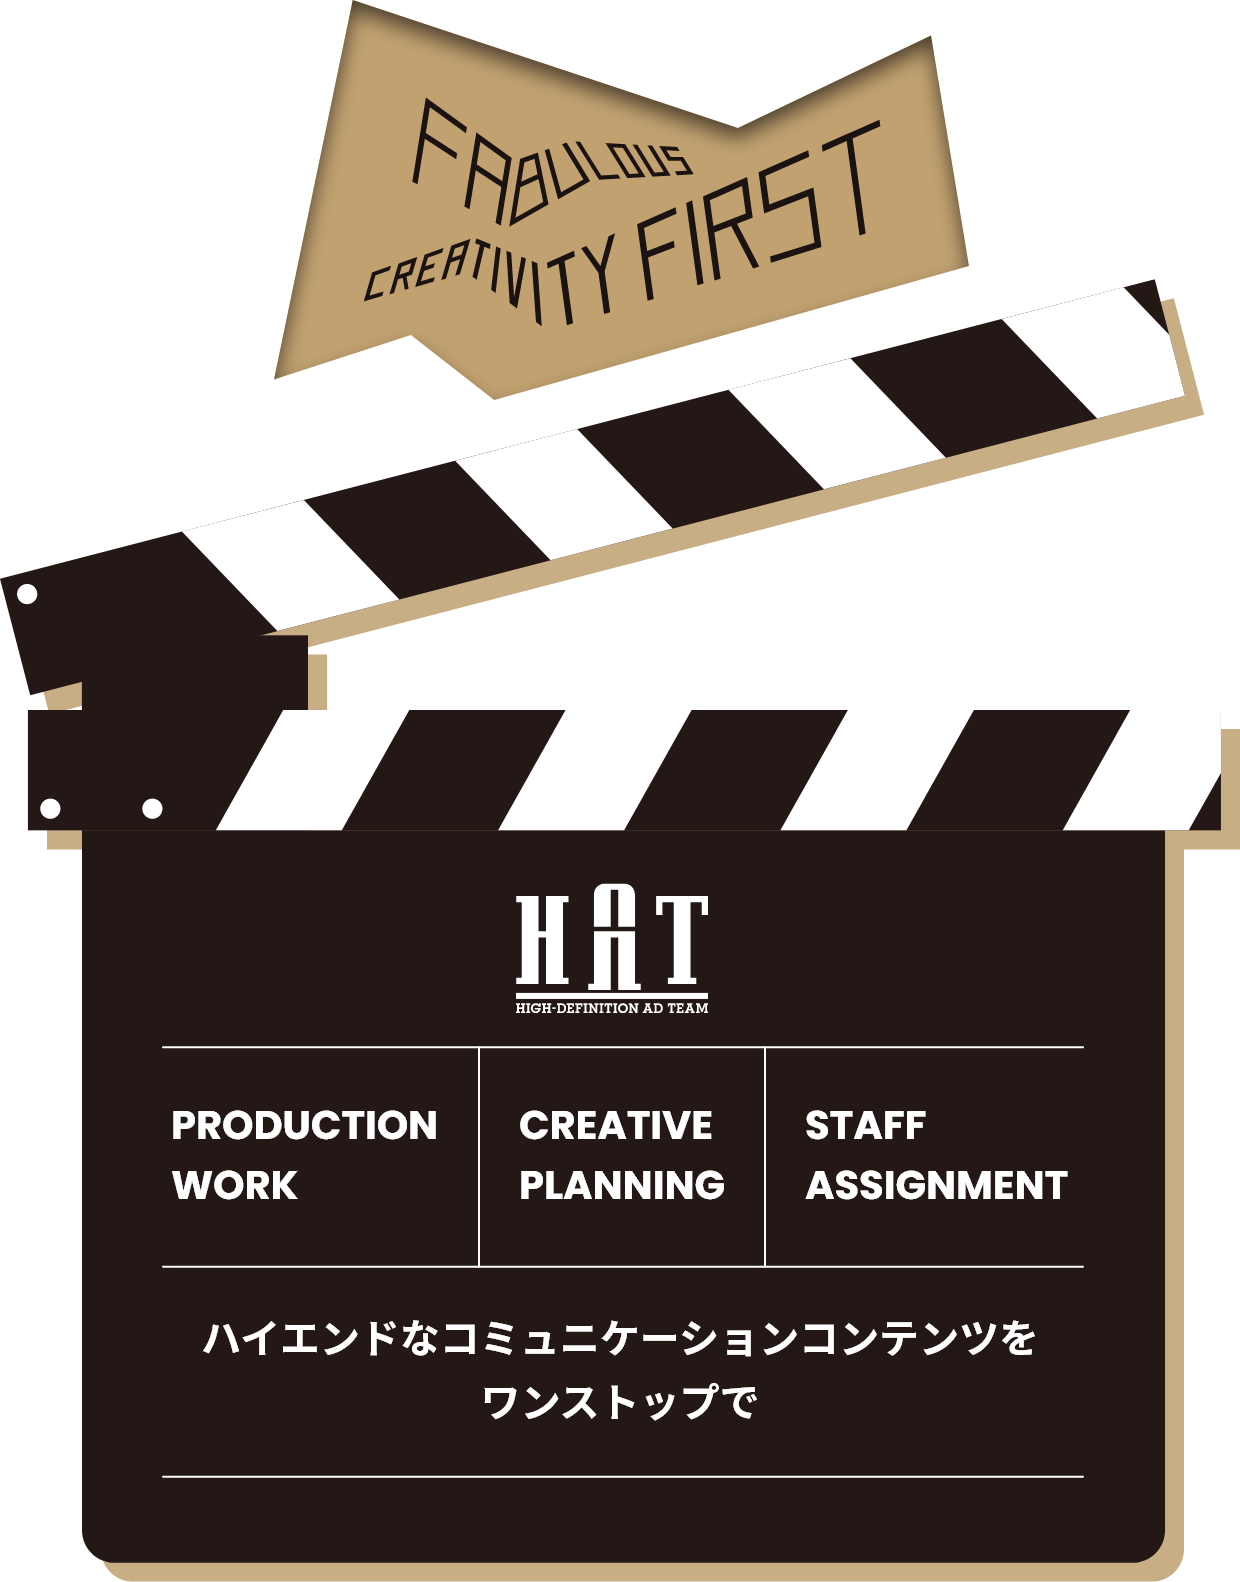 FABULOUS
CREATIVITY FIRST
HAT
HIGH-DEFINITION AD TEAM
PRODUCTION
WORK
CREATIVE
PLANNING
STAFF
ASSIGNMENT
ハイエンドなコミュニケーションコンテンツを
ワンストップで